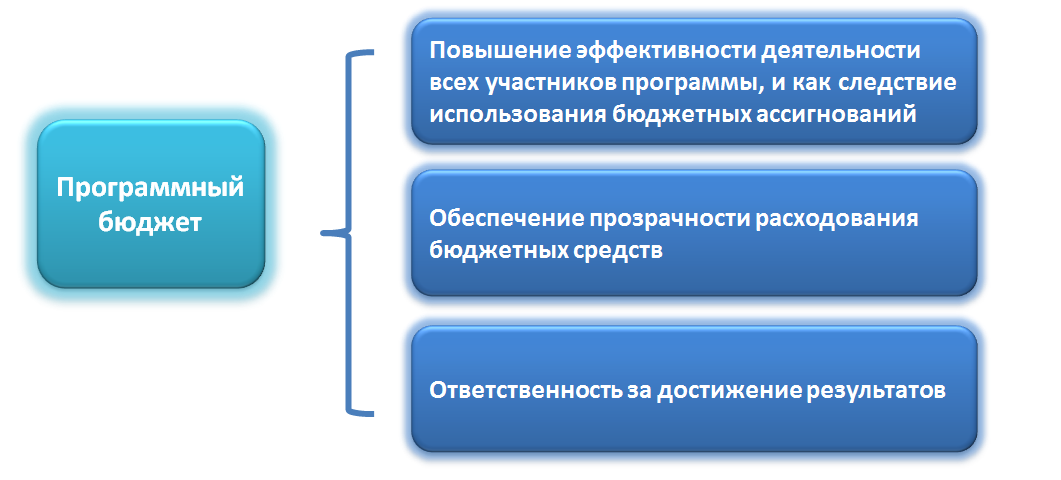 Программный
бюджет
Повышение эффективности деятельности
всех участников программы, и как следствие
использования бюджетных ассигнований
Обеспечение прозрачности расходования
бюджетных средств
Ответственность за достижение результатов